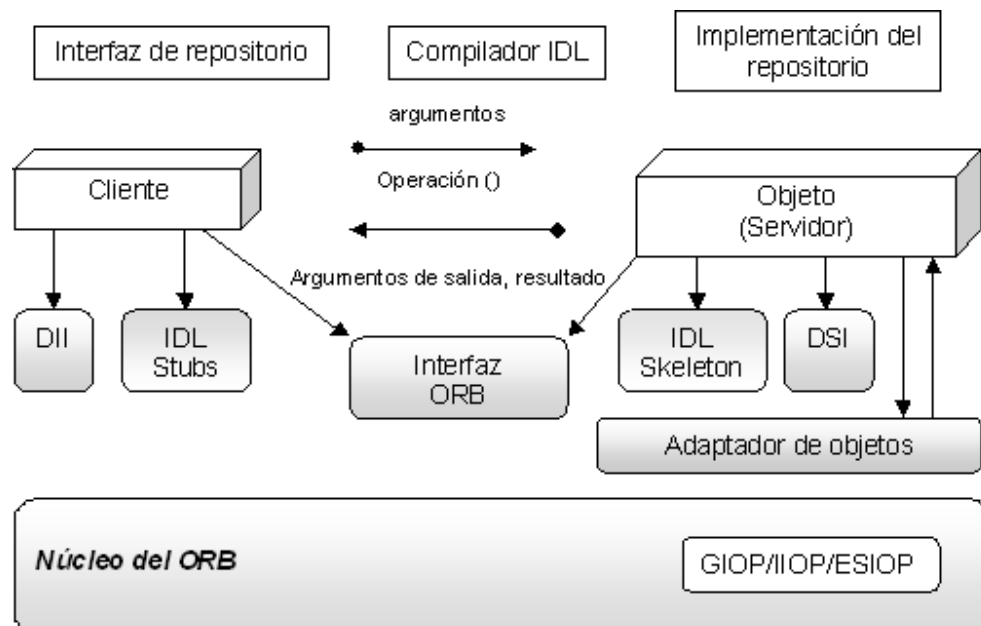 Interfaz de repositorio
Compilador IDL
Implementación del
repositorio
argumentos
Operación ()
Argumentos de salida, resultado
Cliente
Objeto
(Servidor)
DII
IDL
Stubs
Interfaz
ORB
IDL
Skeleton
DSI
Adaptador de objetos
Núcleo del ORB
GIOP/IIOP/ESIOP